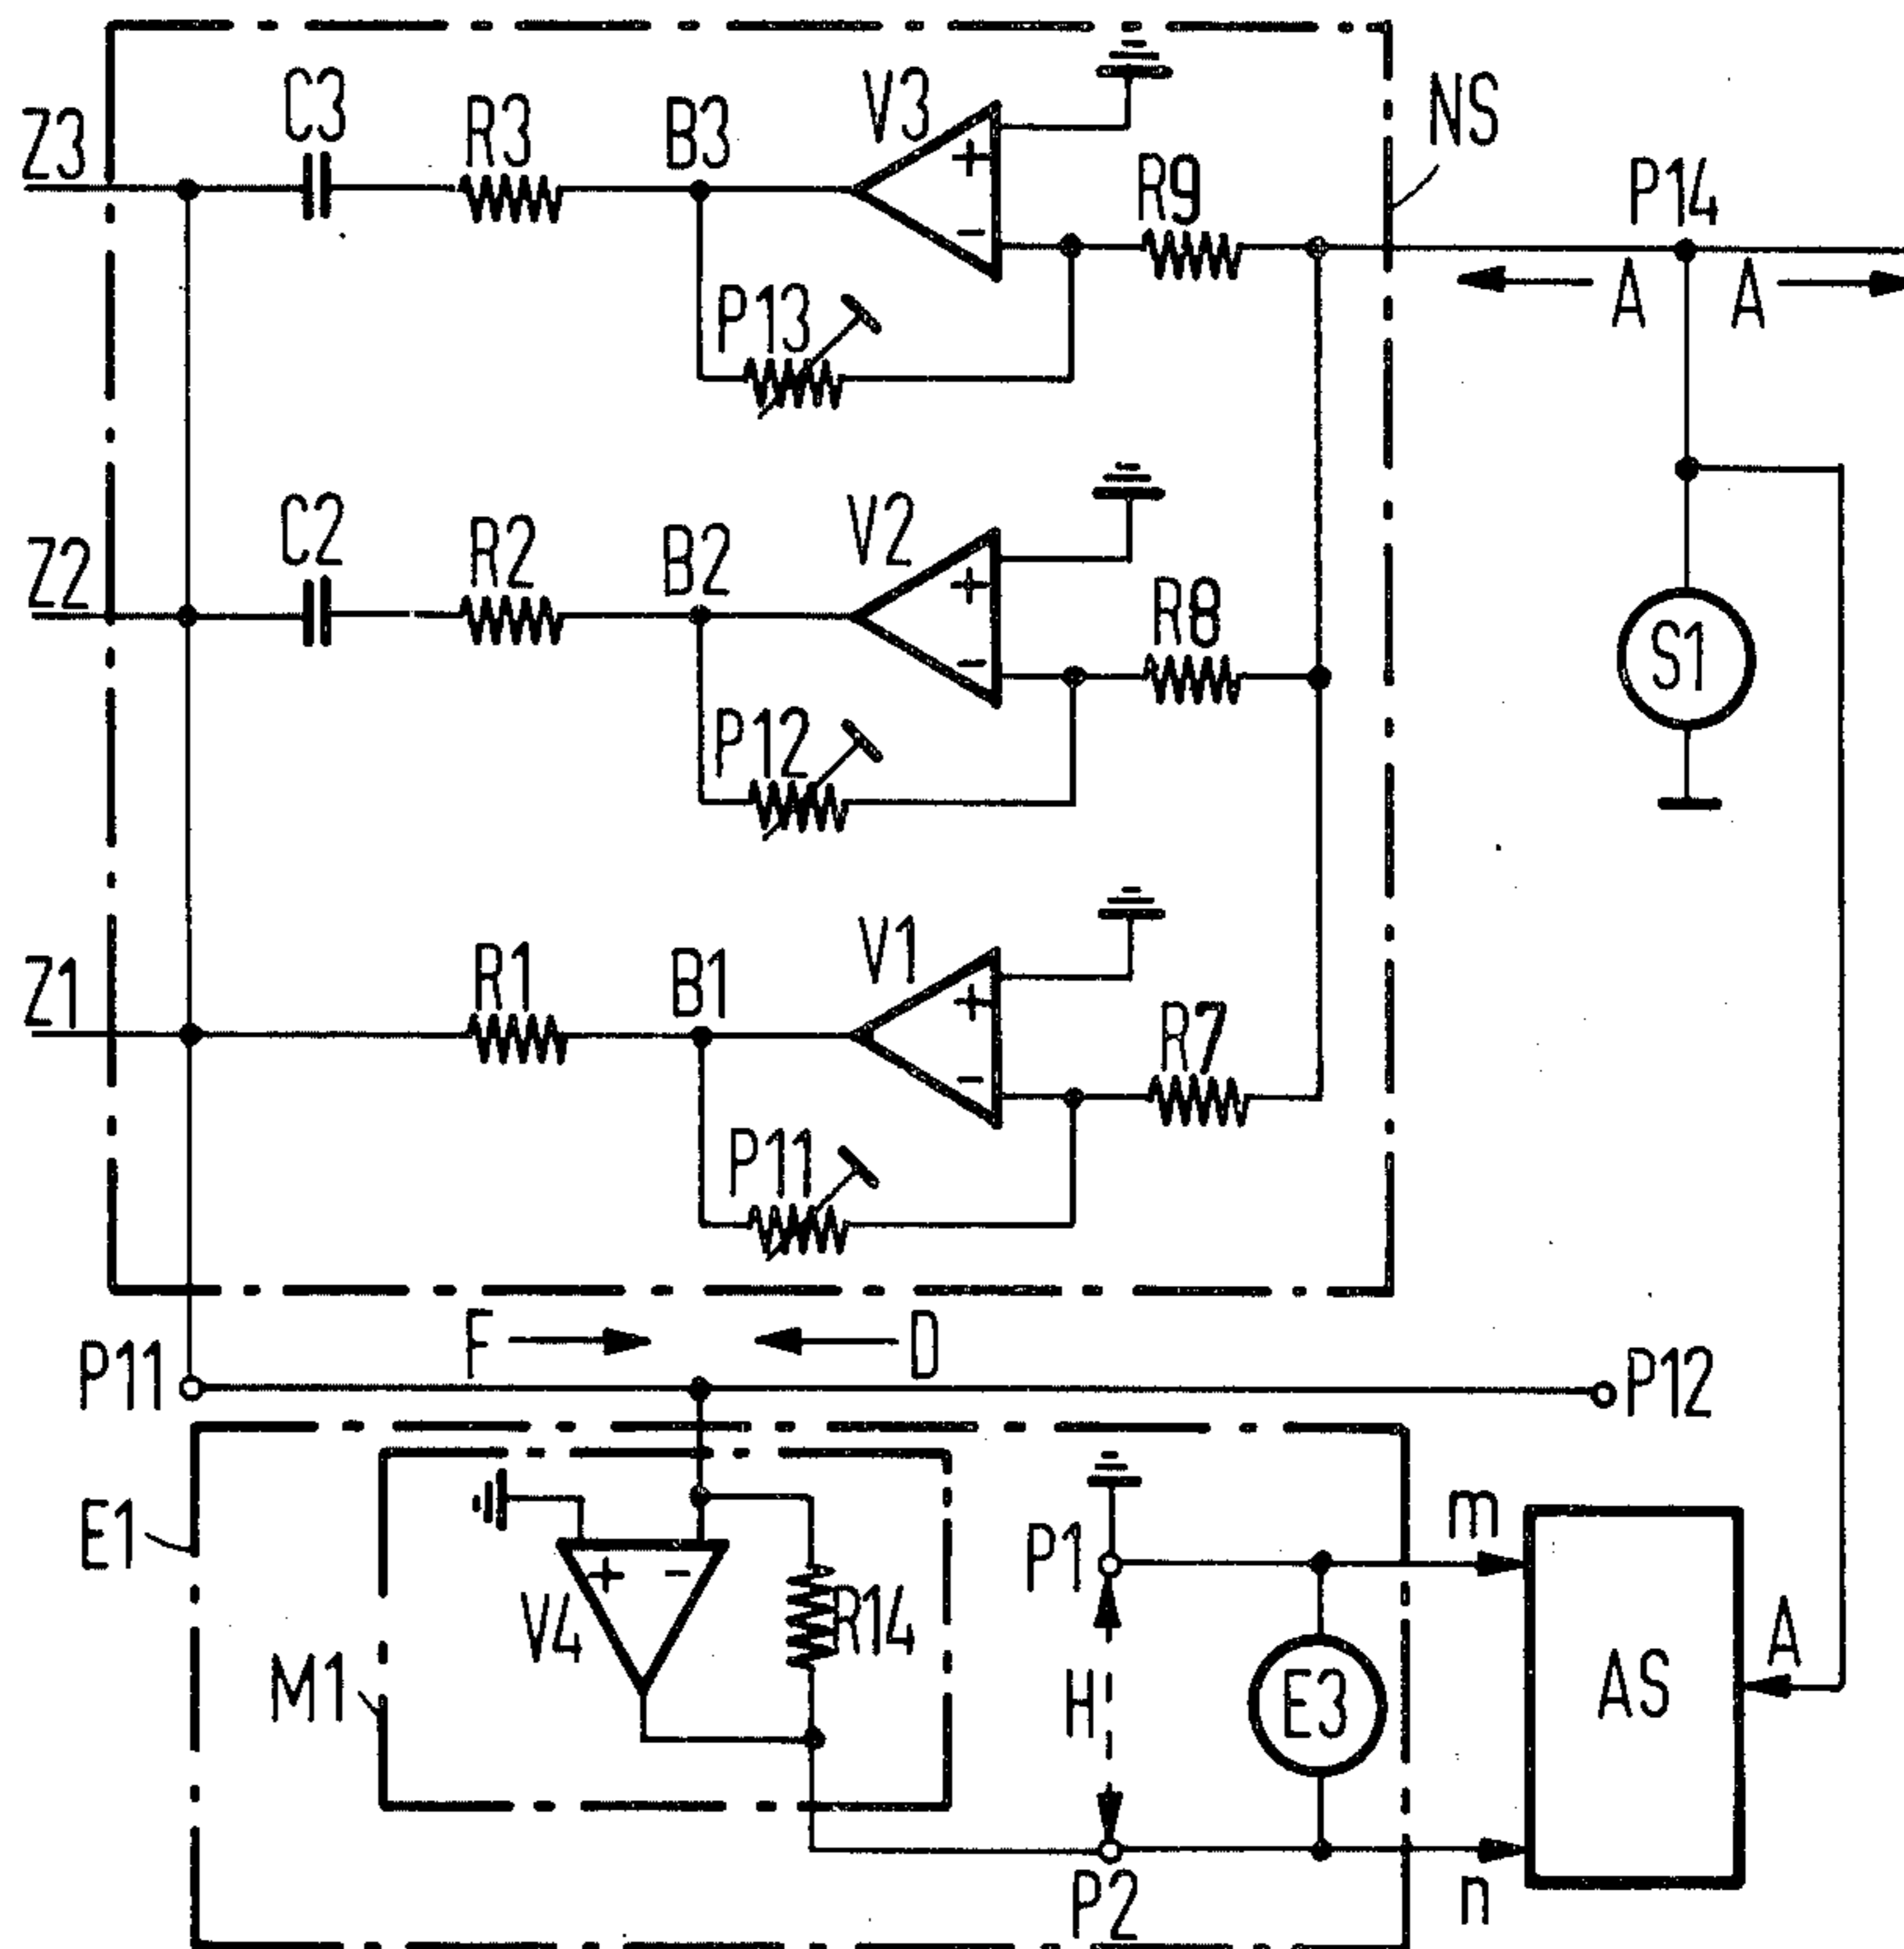 Z3 C3 R3 B3 V3 + - R9 NS P14
A A
P13
Z2 C2 R2 B2 V2 + - R8 S1
P12
Z1 R1 B1 V1 + - R7
P11
F D
P11 P12
E1 + - V4 R14 P1 m
M1 H E3 AS A
P2 n